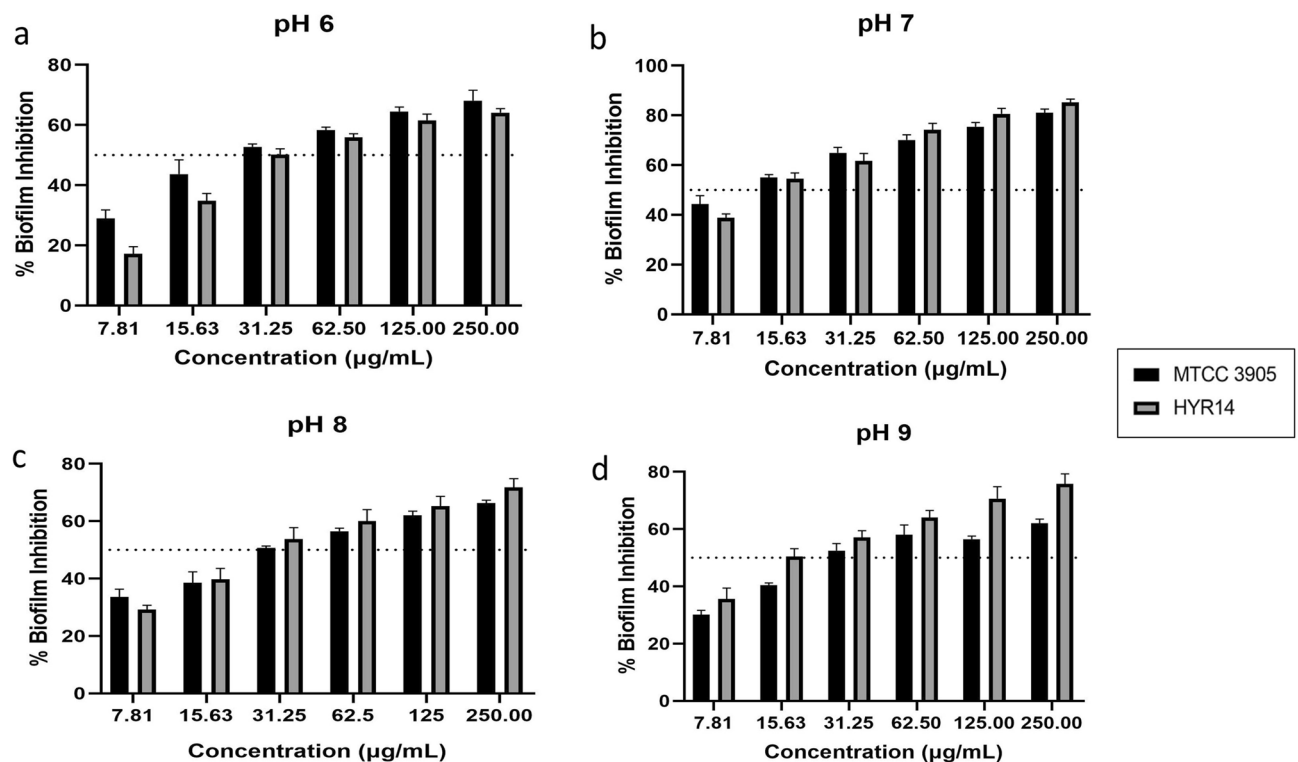 a
pH 6
% Biofilm Inhibition
80
60
40
20
0
7.81 15.63 31.25 62.50 125.00 250.00
Concentration (µg/mL)
b
pH 7
% Biofilm Inhibition
100
80
60
40
20
0
7.81 15.63 31.25 62.50 125.00 250.00
Concentration (µg/mL)
MTCC 3905
HYR14
c
pH 8
% Biofilm Inhibition
80
60
40
20
0
7.81 15.63 31.25 62.5 125 250.00
Concentration (µg/mL)
d
pH 9
% Biofilm Inhibition
80
60
40
20
0
7.81 15.63 31.25 62.50 125.00 250.00
Concentration (µg/mL)